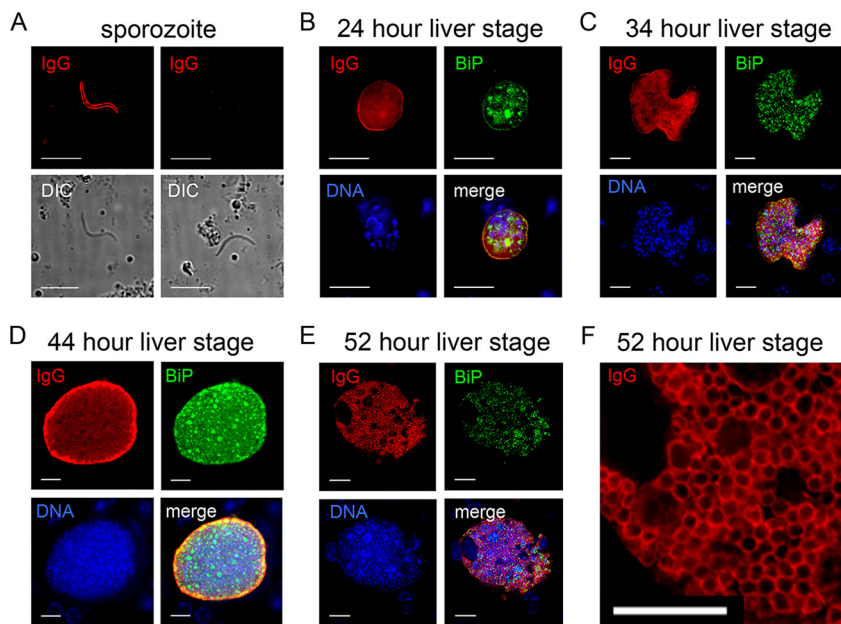 A
sporozoite
IgG
IgG
DIC
DIC
B
24 hour liver stage
IgG
BiP
DNA
merge
C
34 hour liver stage
IgG
BiP
DNA
merge
D
44 hour liver stage
IgG
BiP
DNA
merge
E
52 hour liver stage
IgG
BiP
DNA
merge
F
52 hour liver stage
IgG